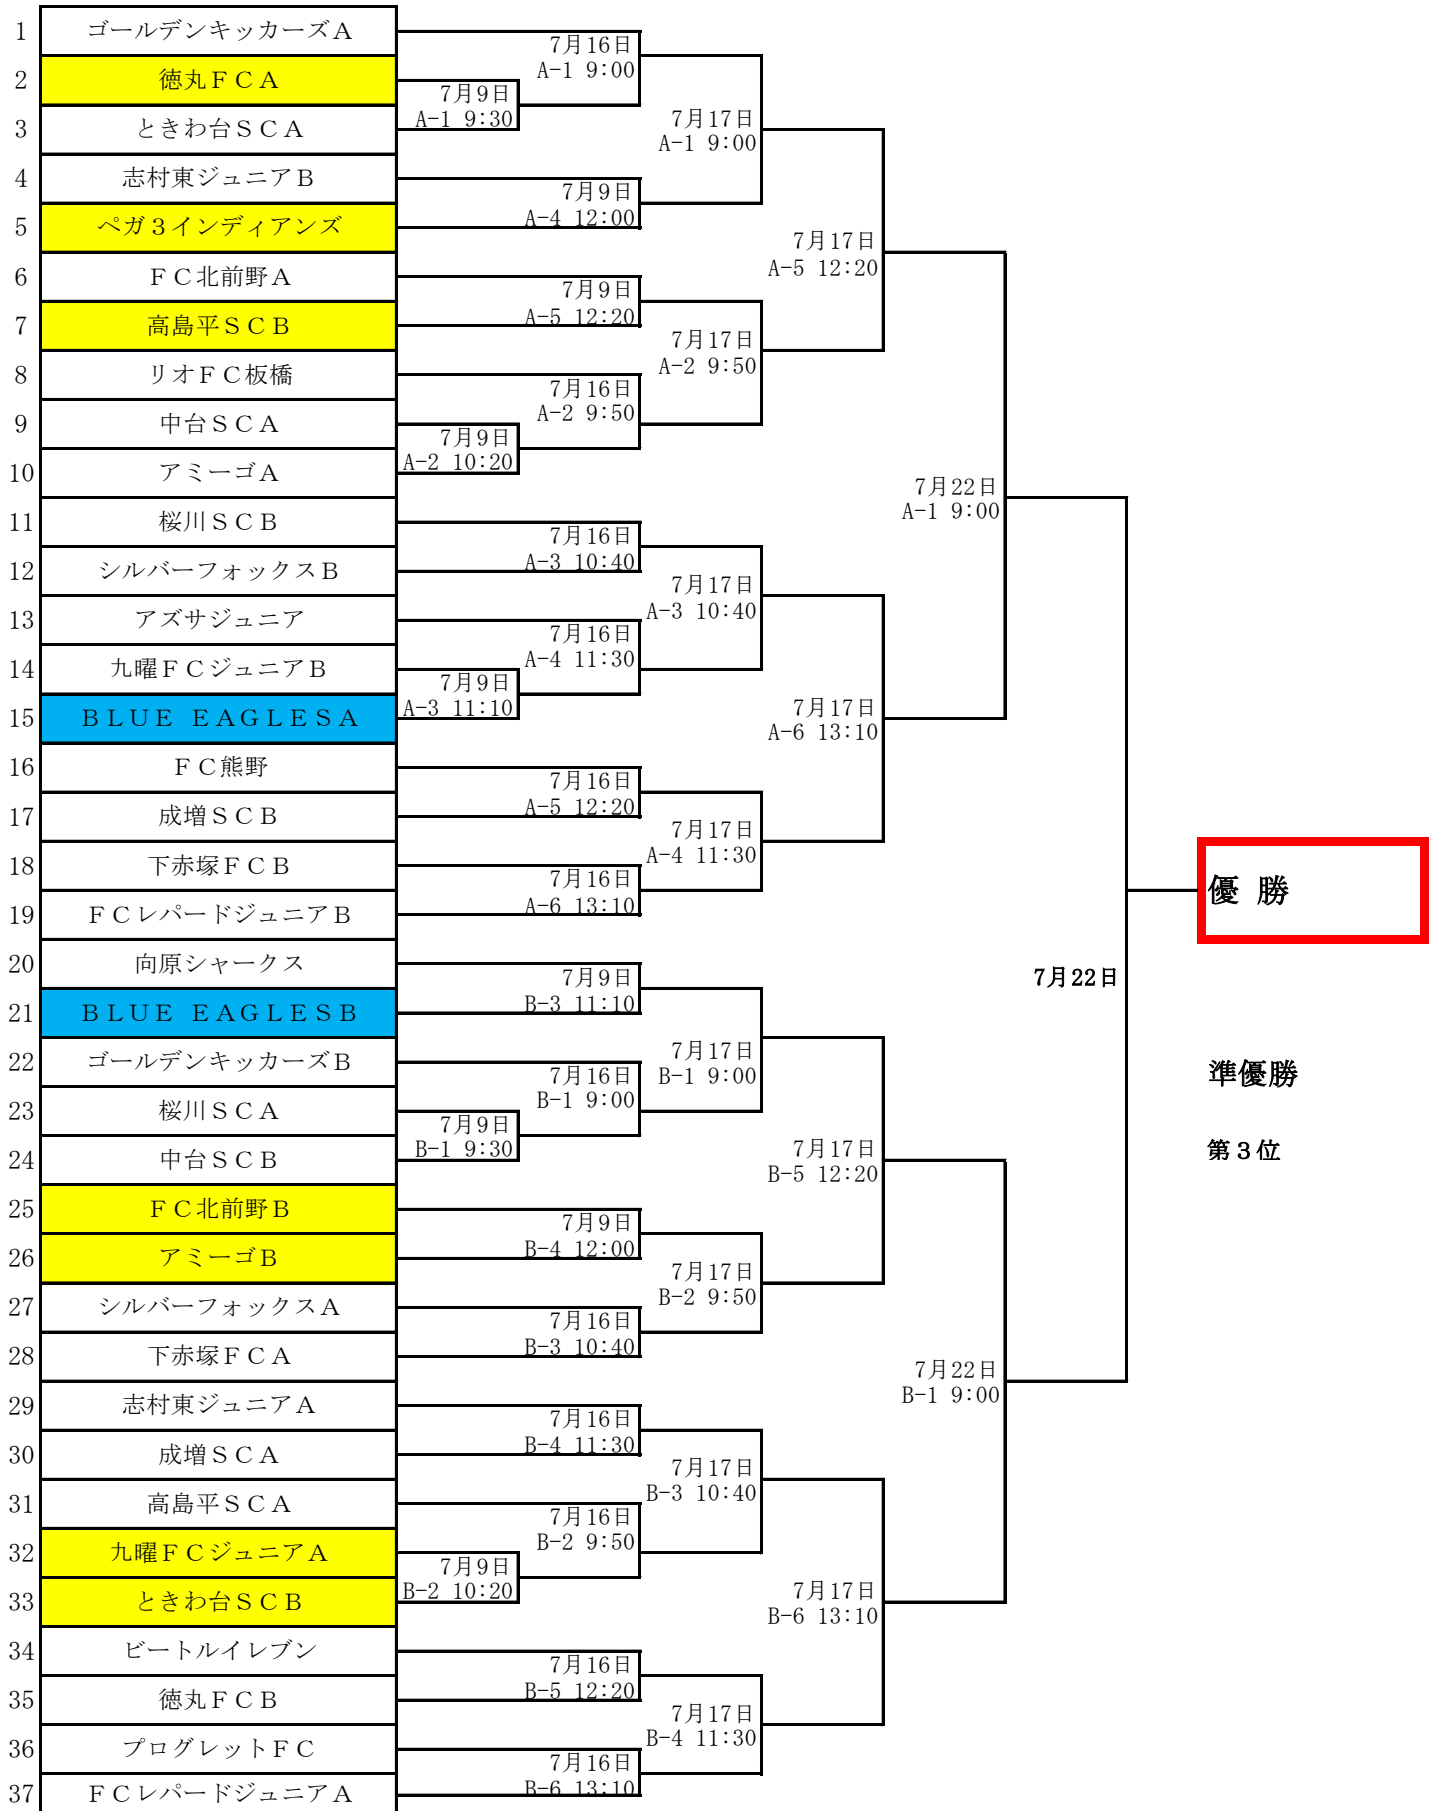 1 ゴールデンキッカーズA
7月16日
2 徳丸FCA
A-1 9:00
7月9日
3 ときわ台SCA
A-1 9:30
7月17日
A-1 9:00
4 志村東ジュニアB
7月9日
5 ペガ3インディアンズ
A-4 12:00
7月17日
A-5 12:20
6 FC北前野A
7月9日
7 高島平SCB
A-5 12:20
7月17日
A-2 9:50
8 リオFC板橋
7月16日
A-2 9:50
9 中台SCA
7月9日
10 アミーゴA
A-2 10:20
7月22日
A-1 9:00
11 桜川SCB
7月16日
12 シルバーフォックスB
A-3 10:40
7月17日
A-3 10:40
13 アズサジュニア
7月16日
14 九曜FCジュニアB
A-4 11:30
7月9日
15 BLUE EAGLESA
A-3 11:10
7月17日
A-6 13:10
16 FC熊野
7月16日
17 成増SCB
A-5 12:20
7月17日
A-4 11:30
18 下赤塚FCB
7月16日
19 FCレパードジュニアB
A-6 13:10
優 勝
20 向原シャークス
7月9日
7月22日
21 BLUE EAGLESB
B-3 11:10
22 ゴールデンキッカーズB
7月17日
B-1 9:00
7月16日
B-1 9:00
準優勝
23 桜川SCA
7月9日
24 中台SCB
B-1 9:30
7月17日
B-5 12:20
第3位
25 FC北前野B
7月9日
26 アミーゴB
B-4 12:00
7月17日
B-2 9:50
27 シルバーフォックスA
7月16日
28 下赤塚FCA
B-3 10:40
7月22日
B-1 9:00
29 志村東ジュニアA
7月16日
30 成増SCA
B-4 11:30
7月17日
B-3 10:40
31 高島平SCA
7月16日
B-2 9:50
32 九曜FCジュニアA
7月9日
33 ときわ台SCB
B-2 10:20
7月17日
B-6 13:10
34 ビートルイレブン
7月16日
35 徳丸FCB
B-5 12:20
7月17日
B-4 11:30
36 プログレットFC
7月16日
37 FCレパードジュニアA
B-6 13:10